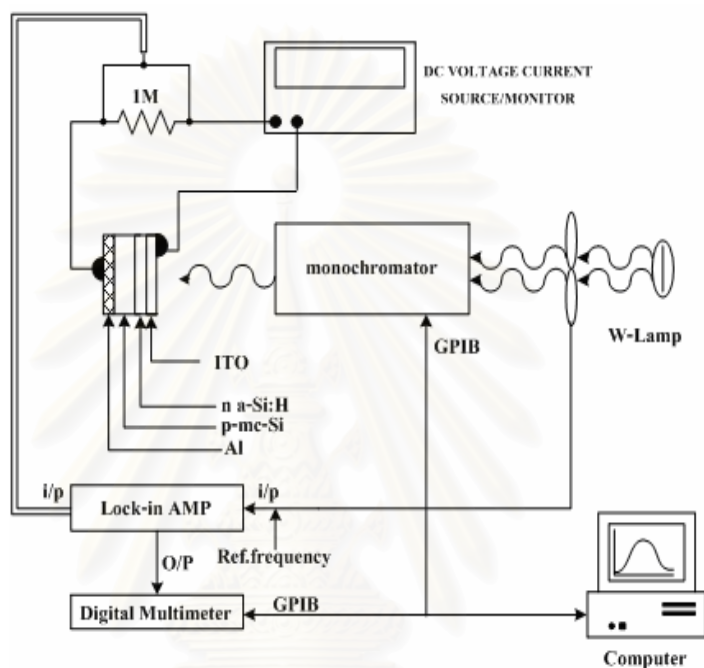 1M
DC VOLTAGE CURRENT
SOURCE/MONITOR
monochromator
W-Lamp
GPIB
ITO
n a-Si:H
p-mc-Si
Al
i/p
Lock-in AMP
i/p
Ref.frequency
O/P
Digital Multimeter
GPIB
Computer